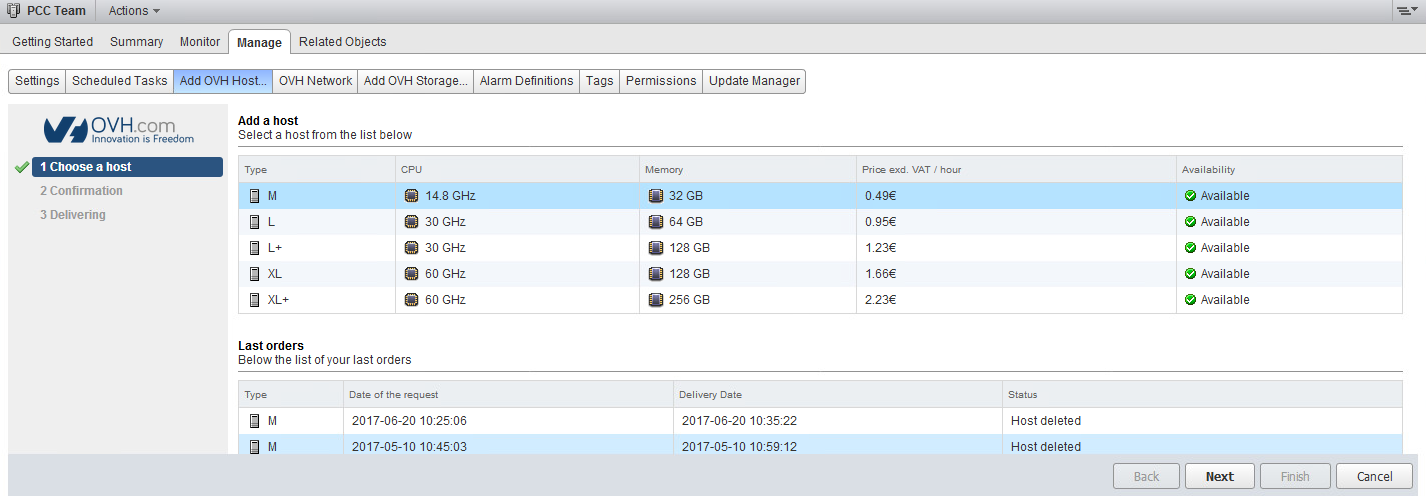 PCC Team Actions
Getting Started Summary Monitor Manage Related Objects
Settings Scheduled Tasks Add OVH Host... OVH Network Add OVH Storage... Alarm Definitions Tags Permissions Update Manager
OVH.com
Innovation is Freedom
1 Choose a host
2 Confirmation
3 Delivering
Add a host
Select a host from the list below
Type CPU Memory Price exd. VAT / hour Availability
M 14.8 GHz 32 GB 0.49€ Available
L 30 GHz 64 GB 0.95€ Available
L+ 30 GHz 128 GB 1.23€ Available
XL 60 GHz 128 GB 1.66€ Available
XL+ 60 GHz 256 GB 2.23€ Available
Last orders
Below the list of your last orders
Type Date of the request Delivery Date Status
M 2017-06-20 10:25:06 2017-06-20 10:35:22 Host deleted
M 2017-05-10 10:45:03 2017-05-10 10:59:12 Host deleted
Back Next Finish Cancel